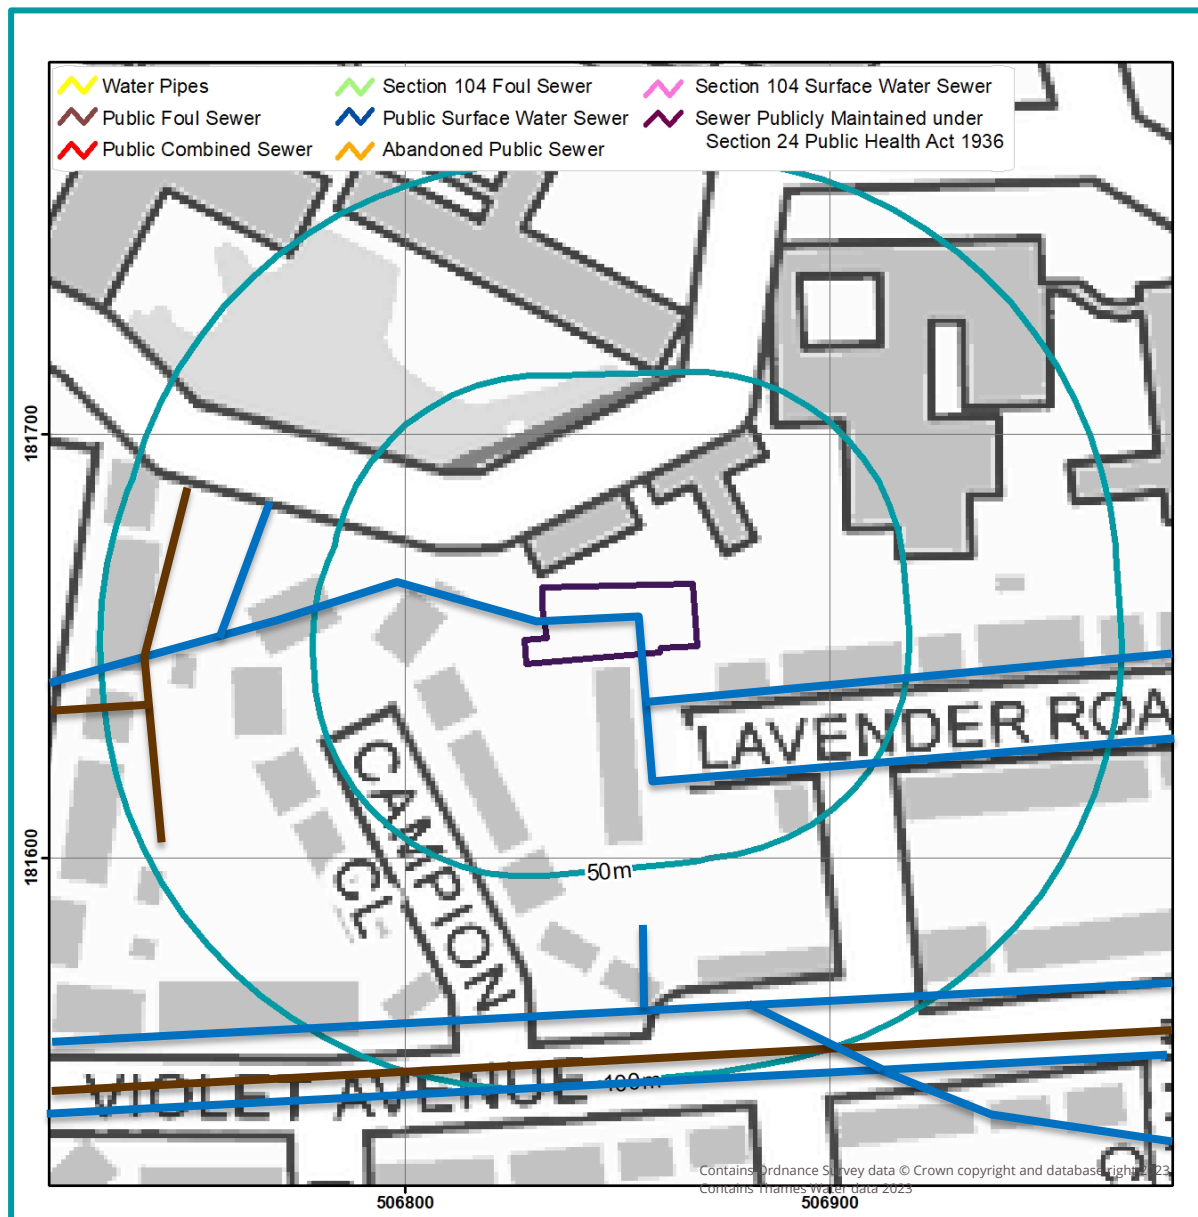 Water Pipes
Section 104 Foul Sewer
Section 104 Surface Water Sewer
Public Foul Sewer
Public Surface Water Sewer
Sewer Publicly Maintained under
Section 24 Public Health Act 1936
Public Combined Sewer
Abandoned Public Sewer
181700
LAVENDER ROA
CAMPION
CL
181600
50m
100m
VIOLET AVENUE
Contains Ordnance Survey data © Crown copyright and database right 2023
Contains Thames Water data 2023
506800
506900